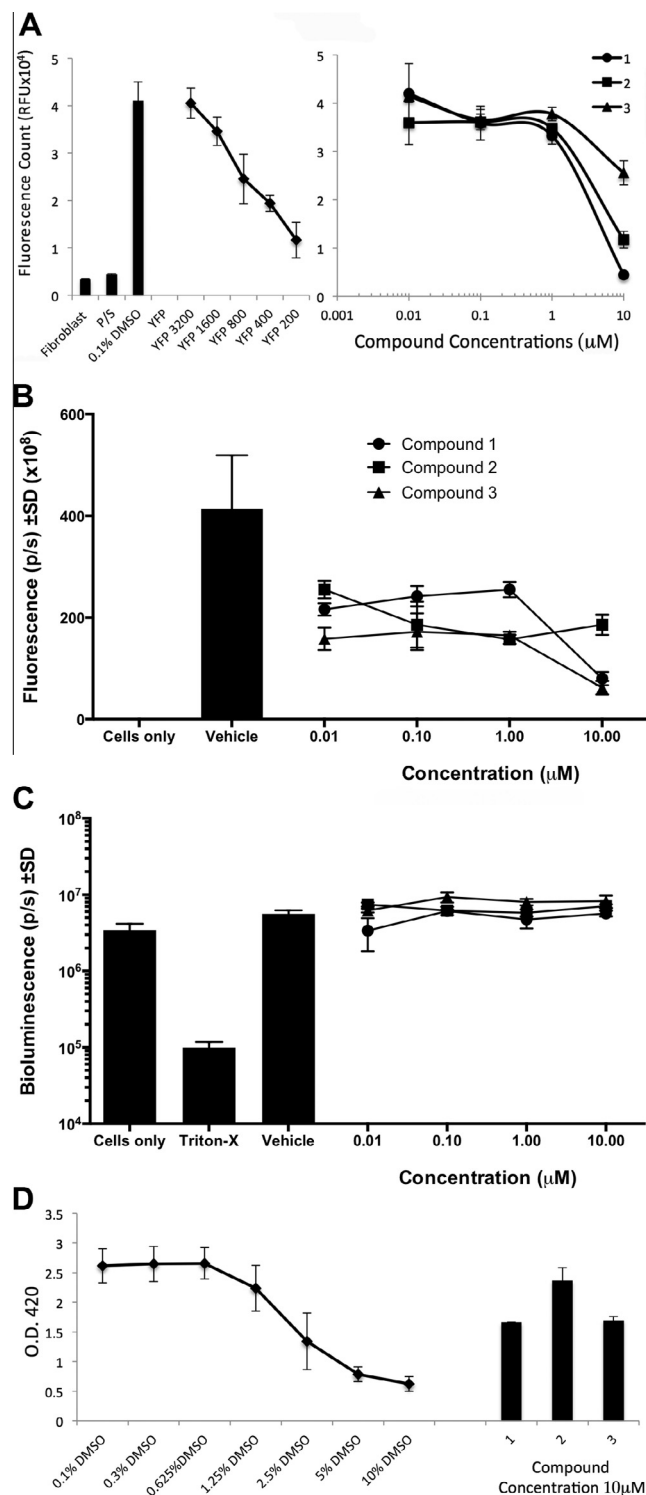 A
Fluorescence Count (RFUx10⁴)
5
4
3
2
1
0
Fibroblast
P/S
0.1% DMSO
YFP
YFP 3200
YFP 1600
YFP 800
YFP 400
YFP 200
1
2
3
5
4
3
2
1
0
0.001
0.01
0.1
1
10
Compound Concentrations (μM)
B
Fluorescence (p/s) ±SD (x10⁸)
600
400
200
0
Cells only
Vehicle
Compound 1
Compound 2
Compound 3
0.01
0.10
1.00
10.00
Concentration (μM)
C
Bioluminescence (p/s) ±SD
10⁸
10⁷
10⁶
10⁵
10⁴
Cells only
Triton-X
Vehicle
0.01
0.10
1.00
10.00
Concentration (μM)
D
O.D. 420
3.5
3
2.5
2
1.5
1
0.5
0
0.1% DMSO
0.3% DMSO
0.625%DMSO
1.25% DMSO
2.5% DMSO
5% DMSO
10% DMSO
1
2
3
Compound
Concentration 10μM